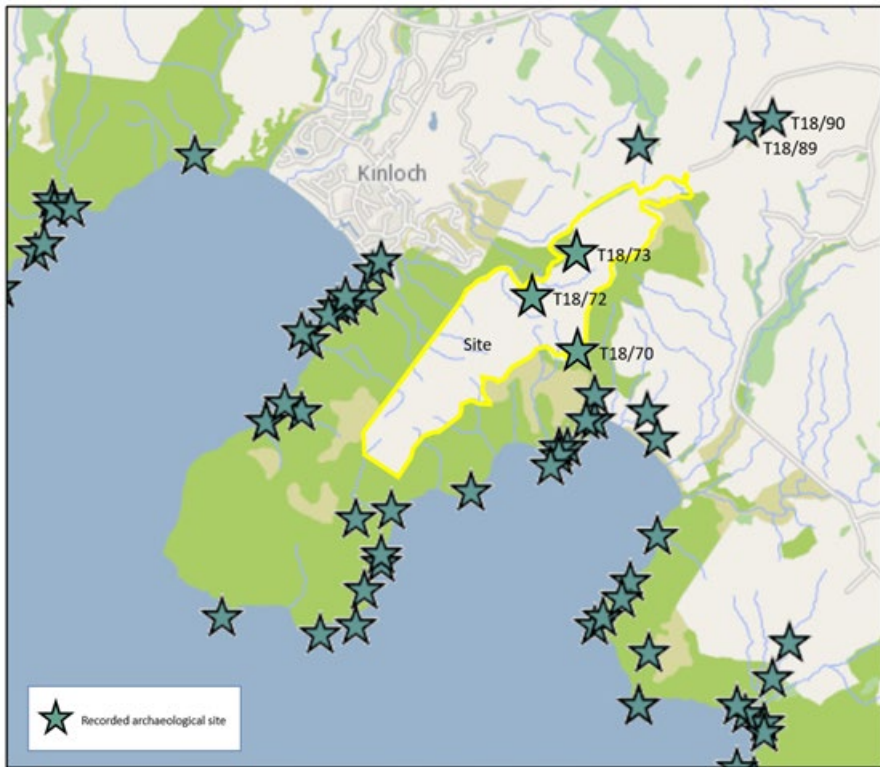 T18/90
T18/89
Kinloch
T18/73
T18/72
Site
T18/70
Recorded archaeological site